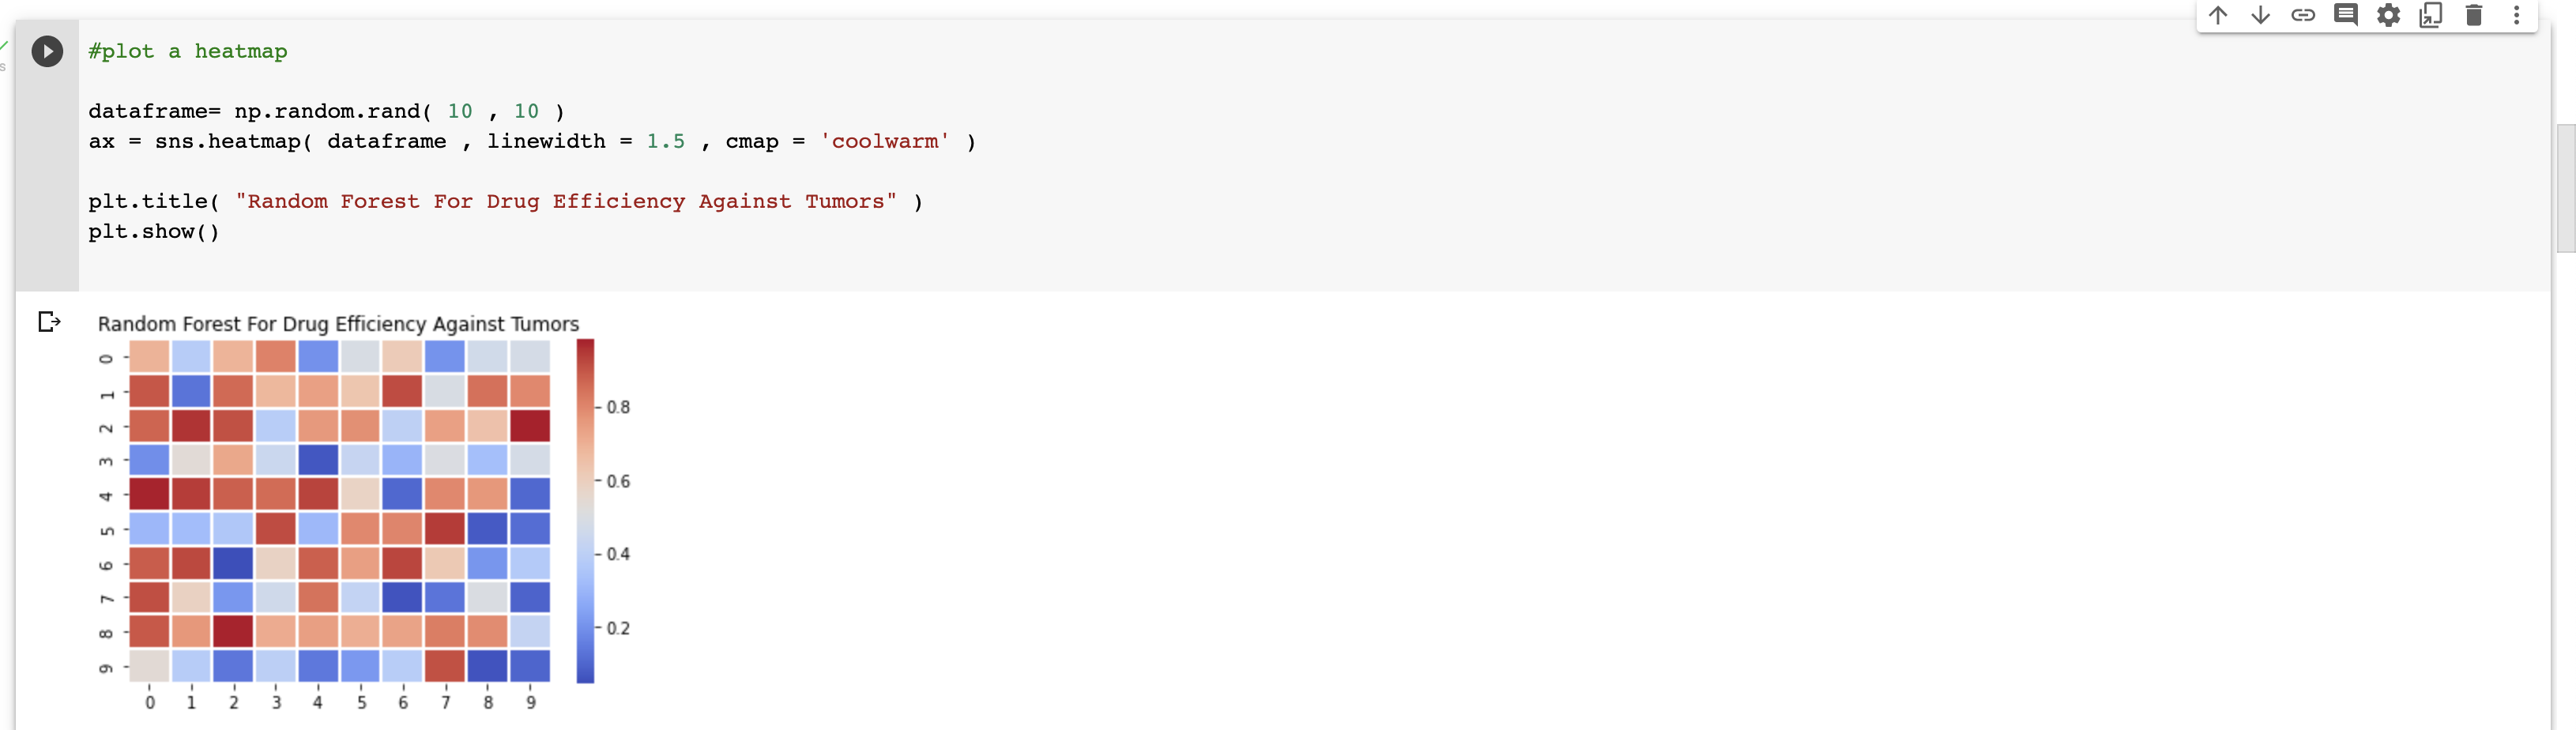 #plot a heatmap
dataframe= np.random.rand( 10 , 10 )
ax = sns.heatmap( dataframe , linewidth = 1.5 , cmap = 'coolwarm' )
plt.title( "Random Forest For Drug Efficiency Against Tumors" )
plt.show()
s
Random Forest For Drug Efficiency Against Tumors
0
1
2
3
4
5
6
7
8
9
0 1 2 3 4 5 6 7 8 9
0.8
0.6
0.4
0.2